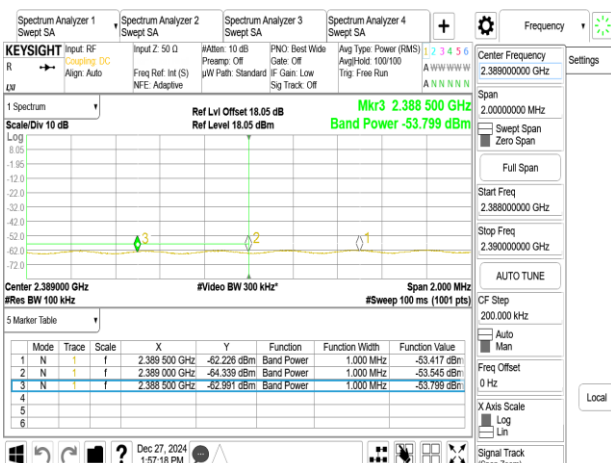 Spectrum Analyzer 1 Swept SA
Spectrum Analyzer 2 Swept SA
Spectrum Analyzer 3 Swept SA
Spectrum Analyzer 4 Swept SA
+
Frequency
KEYSIGHT
R
Input: RF
Coupling: DC
Align: Auto
Input Z: 50 Ω
Freq Ref: Int (S)
NFE: Adaptive
#Atten: 10 dB
Preamp: Off
µW Path: Standard
PNO: Best Wide
Gate: Off
IF Gain: Low
Sig Track: Off
Avg Type: Power (RMS)
Avg|Hold: 100/100
Trig: Free Run
1 2 3 4 5 6
A W W W W W
A N N N N N
1 Spectrum
Scale/Div 10 dB
Ref Lvl Offset 18.05 dB
Ref Level 18.05 dBm
Mkr3 2.388 500 GHz
Band Power -53.799 dBm
Log
8.05
-1.95
-12.0
-22.0
-32.0
-42.0
-52.0
-62.0
-72.0
3
2
1
Center 2.389000 GHz
#Res BW 100 kHz
#Video BW 300 kHz*
Span 2.000 MHz
#Sweep 100 ms (1001 pts)
5 Marker Table
Mode Trace Scale X Y Function Function Width Function Value
1 N 1 f 2.389 500 GHz -62.226 dBm Band Power 1.000 MHz -53.417 dBm
2 N 1 f 2.389 000 GHz -64.339 dBm Band Power 1.000 MHz -53.545 dBm
3 N 1 f 2.388 500 GHz -62.991 dBm Band Power 1.000 MHz -53.799 dBm
4
5
6
?
Dec 27, 2024
1:57:18 PM
Center Frequency
2.389000000 GHz
Span
2.00000000 MHz
Swept Span
Zero Span
Full Span
Start Freq
2.388000000 GHz
Stop Freq
2.390000000 GHz
AUTO TUNE
CF Step
200.000 kHz
Auto
Man
Freq Offset
0 Hz
X Axis Scale
Log
Lin
Signal Track
Settings
Local